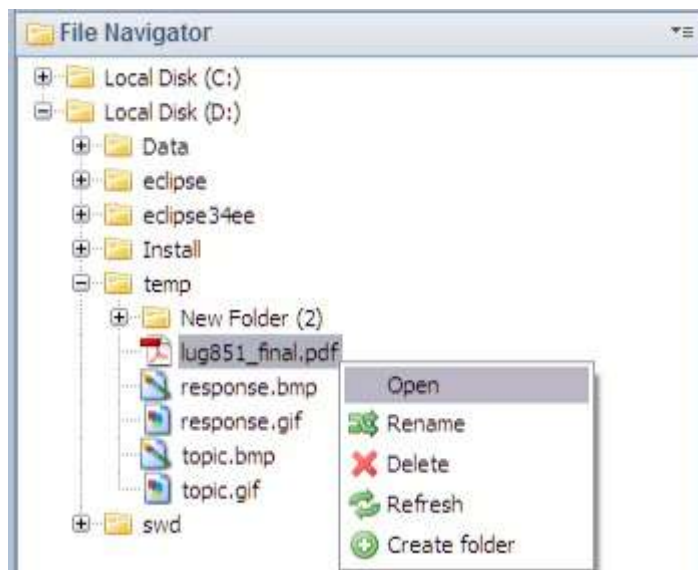 File Navigator
Local Disk (C:)
Local Disk (D:)
Data
eclipse
eclipse34ee
Install
temp
New Folder (2)
lug851_final.pdf
response.bmp
response.gif
topic.bmp
topic.gif
swd
Open
Rename
Delete
Refresh
Create folder